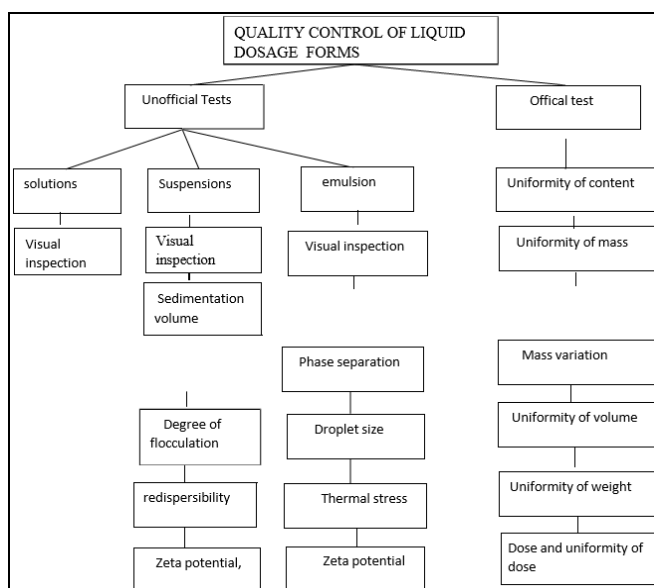 QUALITY CONTROL OF LIQUID
DOSAGE FORMS
Unofficial Tests
Offical test
solutions
Suspensions
emulsion
Uniformity of content
Visual
inspection
Visual
inspection
Visual inspection
Uniformity of mass
Sedimentation
volume
Phase separation
Mass variation
Degree of
flocculation
Droplet size
Uniformity of volume
redispersibility
Thermal stress
Uniformity of weight
Zeta potential,
Zeta potential
Dose and uniformity of
dose